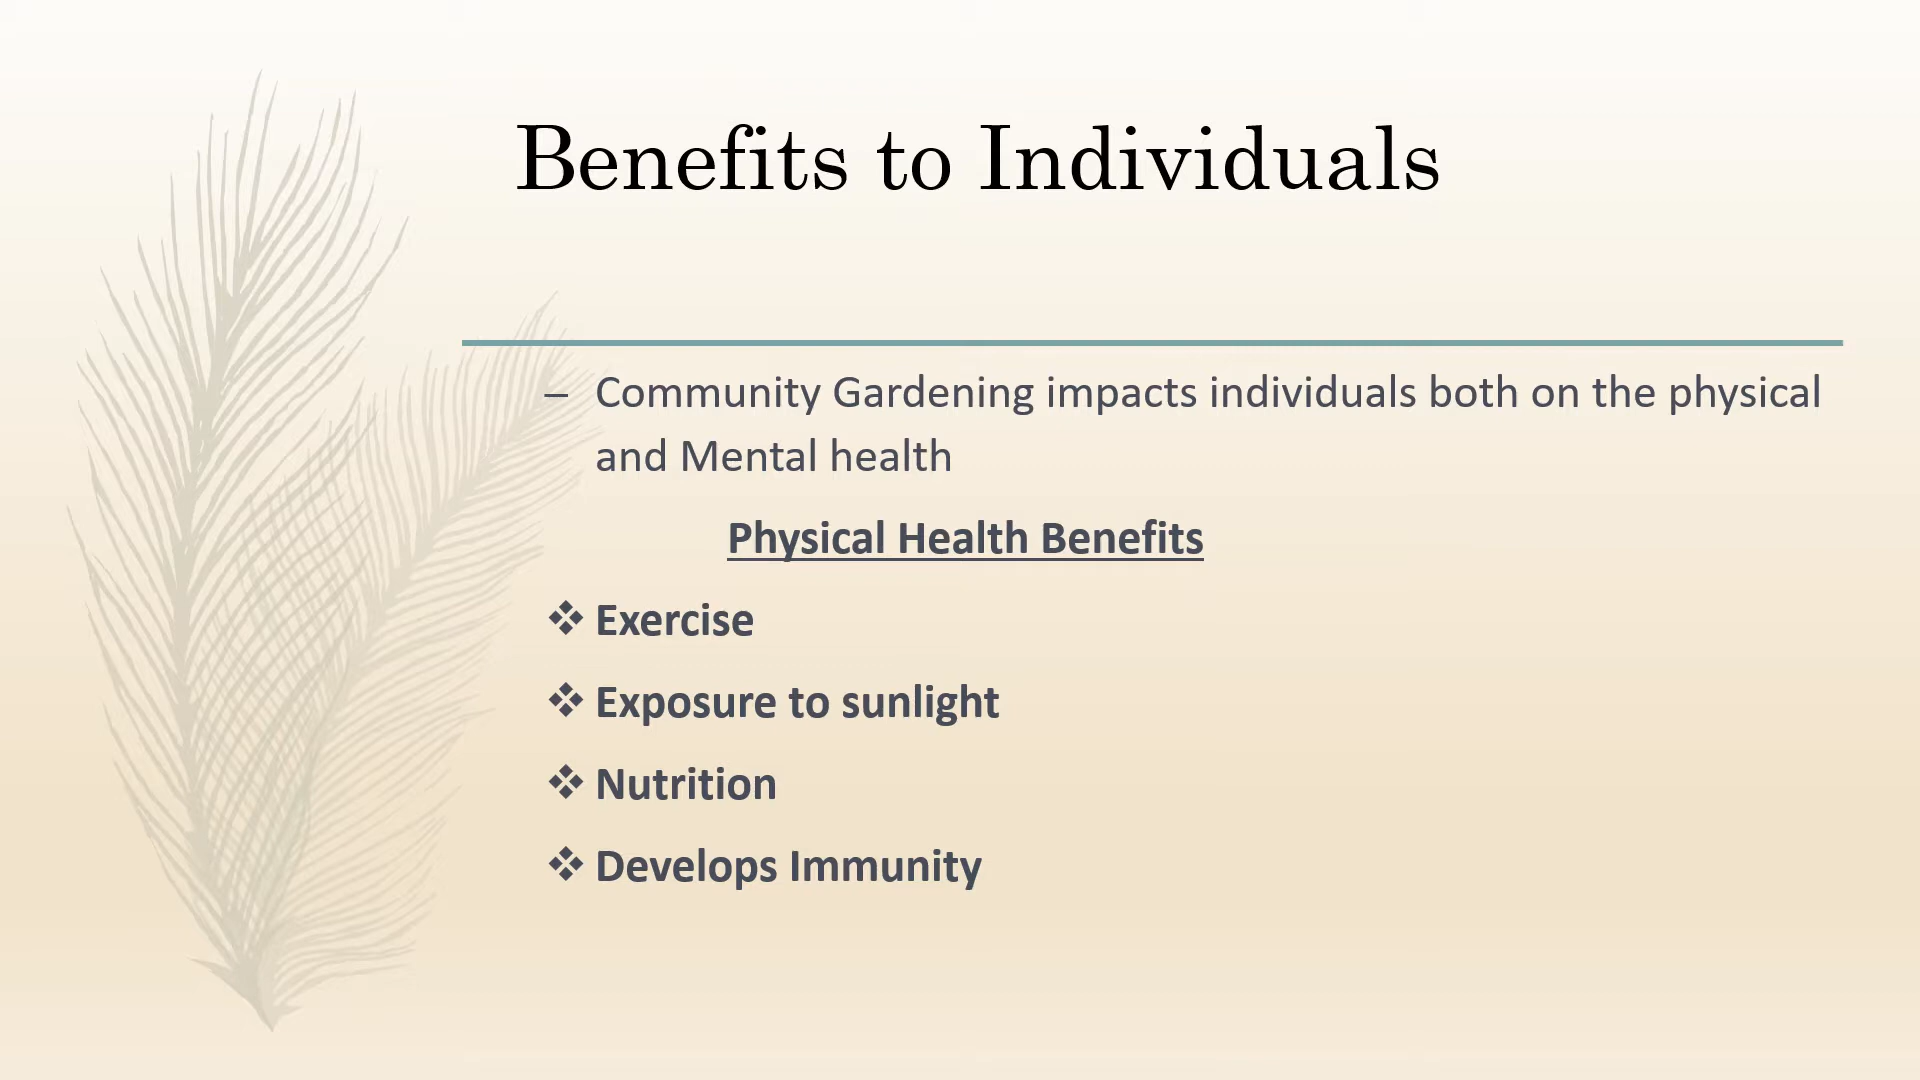 Benefits to Individuals
– Community Gardening impacts individuals both on the physical
and Mental health
Physical Health Benefits
❖ Exercise
❖ Exposure to sunlight
❖ Nutrition
❖ Develops Immunity